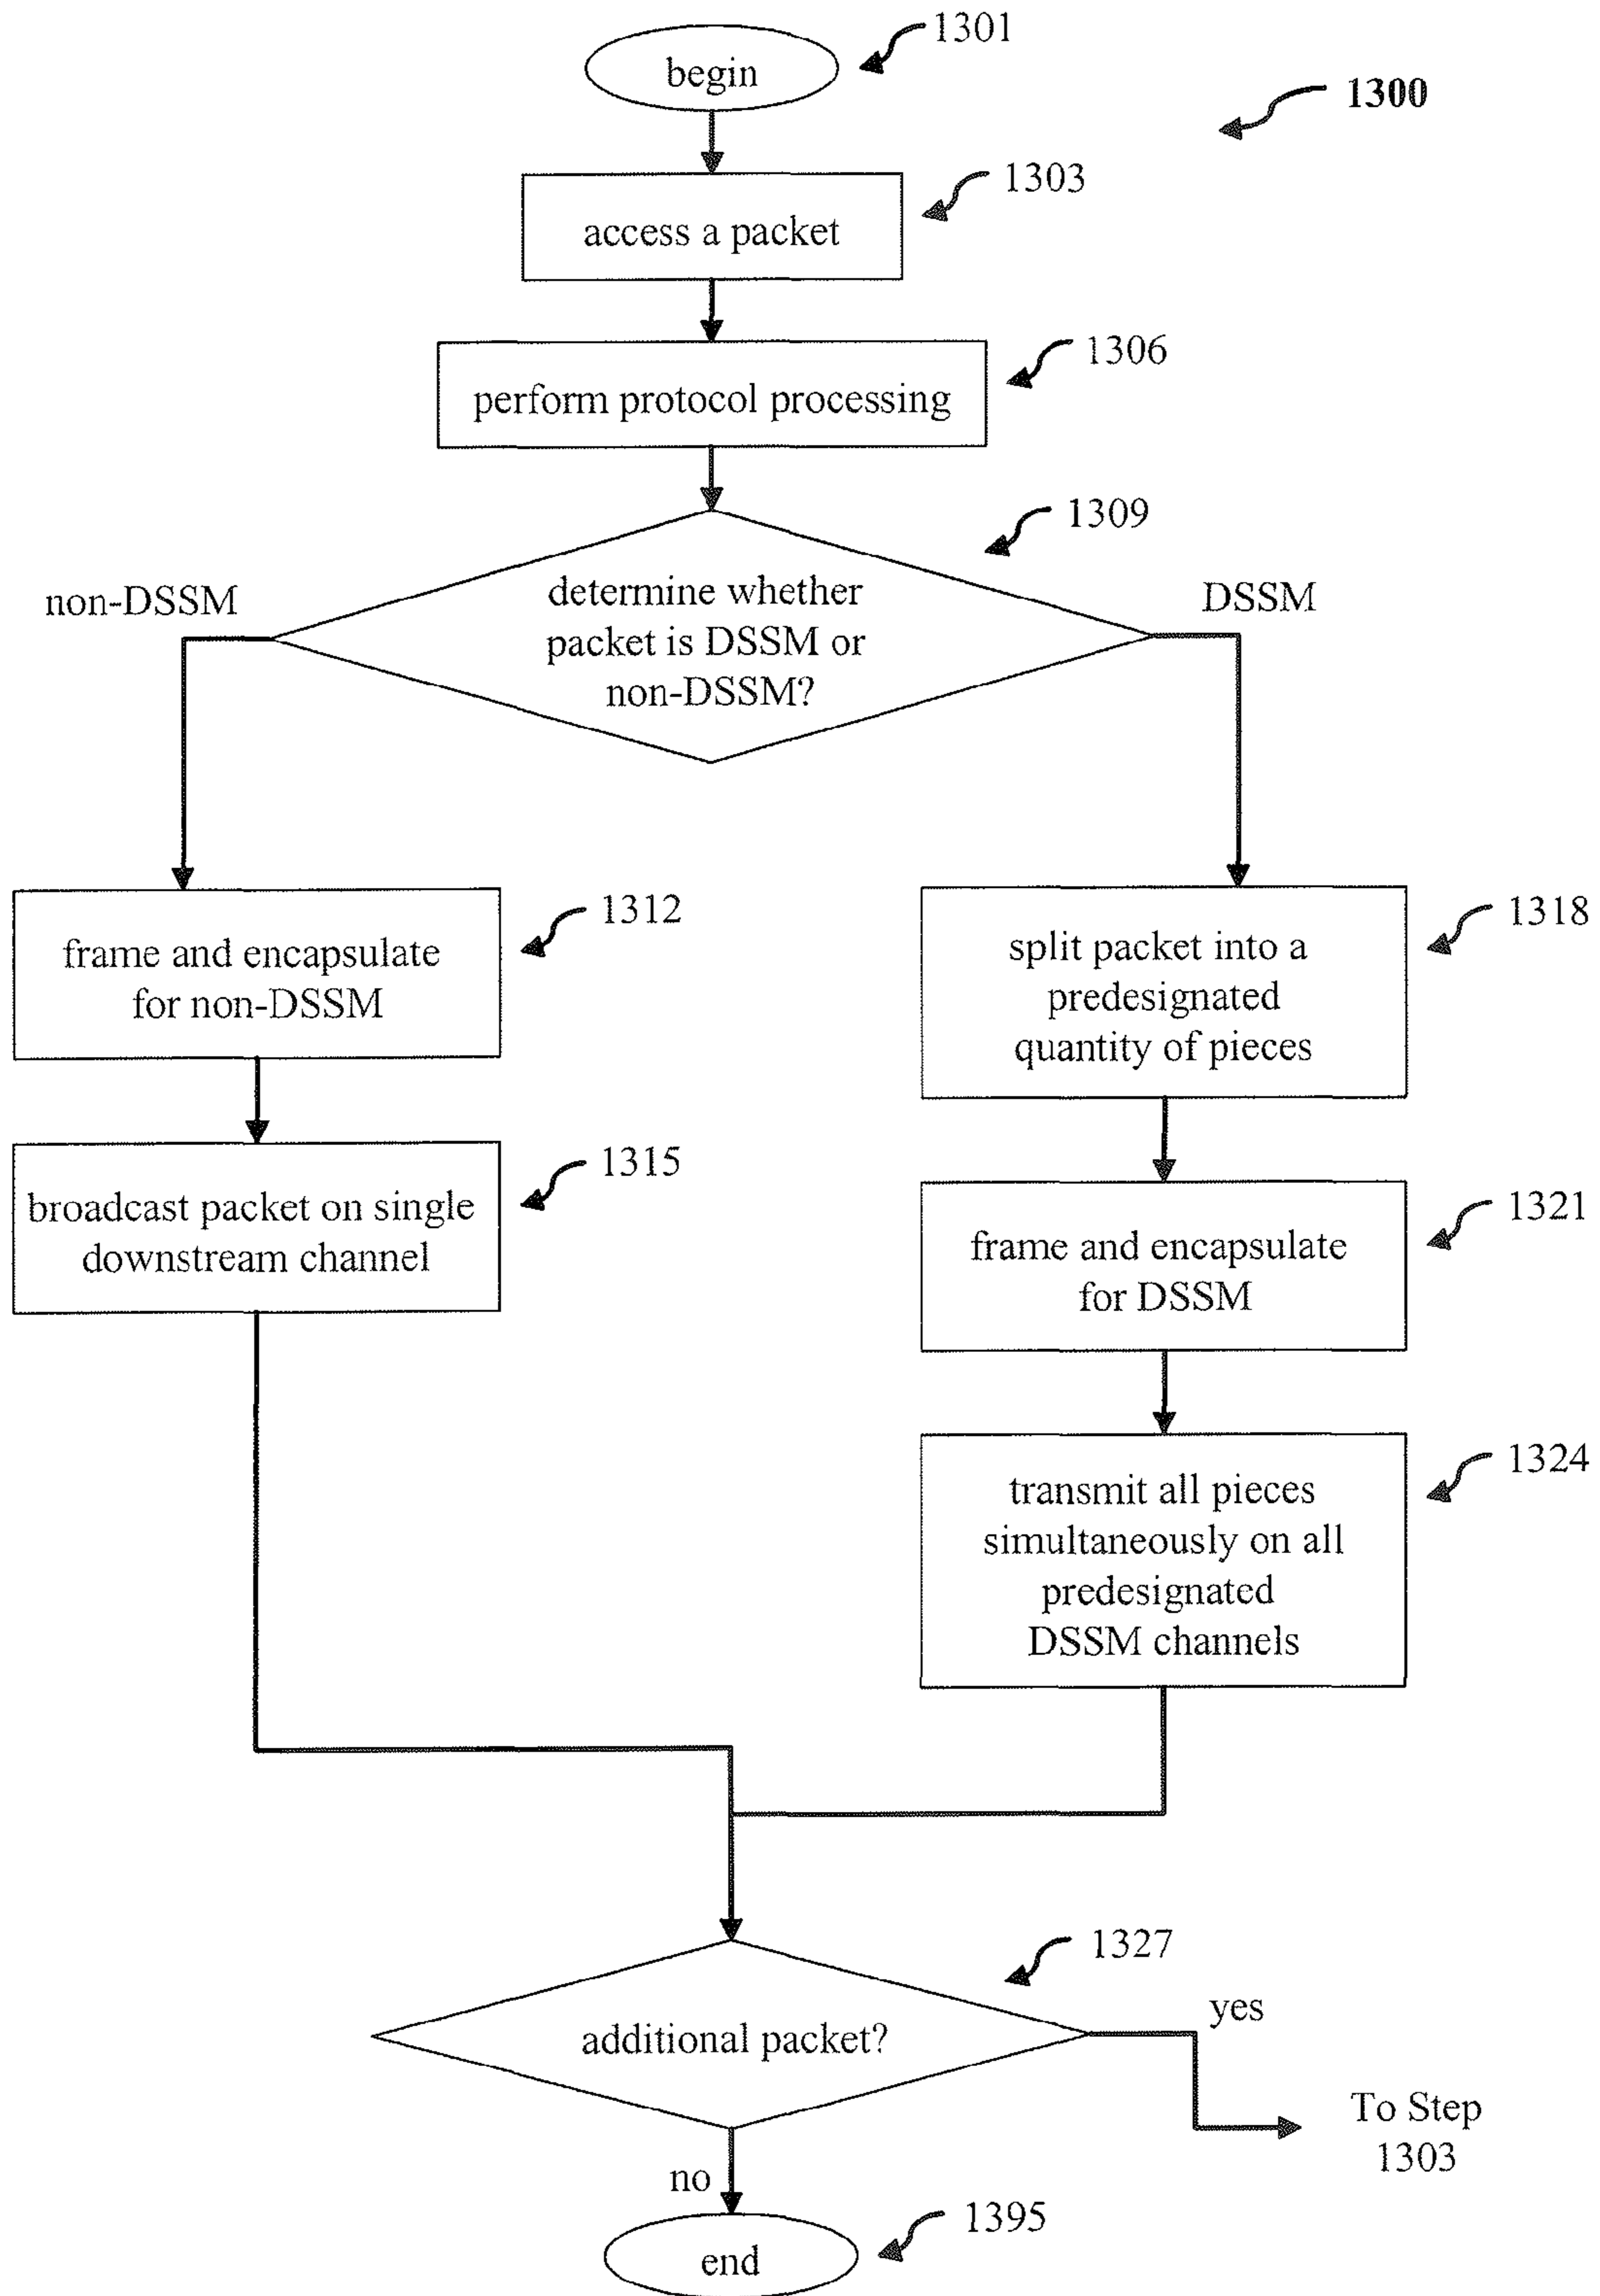 1301
begin
1300
1303
access a packet
1306
perform protocol processing
1309
non-DSSM
DSSM
determine whether
packet is DSSM or
non-DSSM?
1312
frame and encapsulate
for non-DSSM
1315
broadcast packet on single
downstream channel
1318
split packet into a
predesignated
quantity of pieces
1321
frame and encapsulate
for DSSM
1324
transmit all pieces
simultaneously on all
predesignated
DSSM channels
1327
additional packet?
yes
To Step
1303
no
1395
end